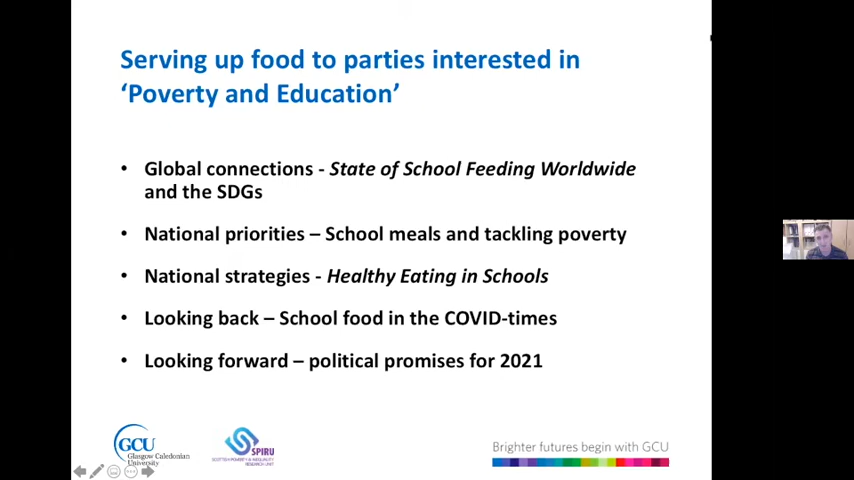 Serving up food to parties interested in
‘Poverty and Education’
• Global connections - State of School Feeding Worldwide
and the SDGs
• National priorities – School meals and tackling poverty
• National strategies - Healthy Eating in Schools
• Looking back – School food in the COVID-times
• Looking forward – political promises for 2021
GCU
Glasgow Caledonian
University
SPIRU
SCOTTISH POVERTY & INEQUALITY
RESEARCH UNIT
Brighter futures begin with GCU